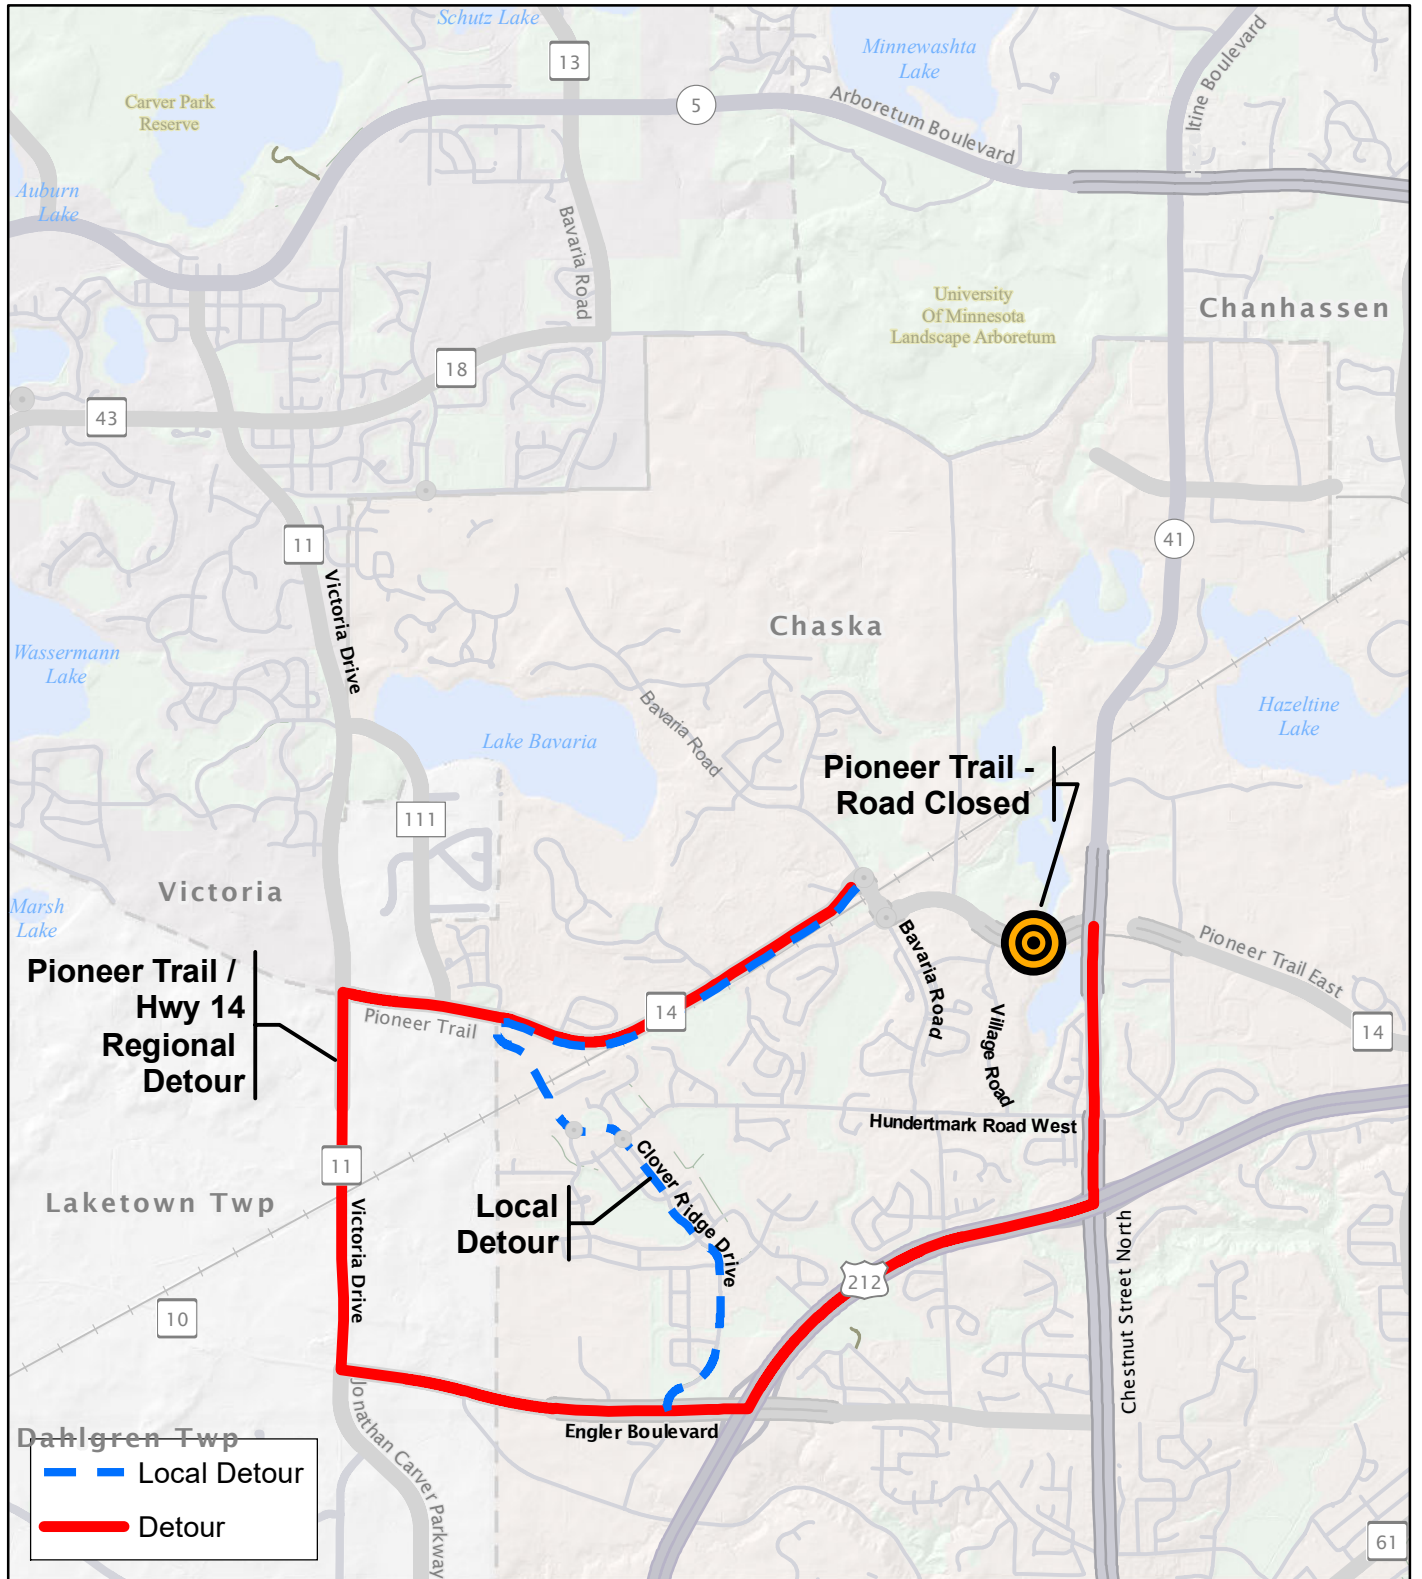 Schutz Lake
13
Minnewashta
Lake
Carver Park
Reserve
5
Arboretum Boulevard
Itine Boulevard
Auburn
Lake
Bavaria Road
University
Of Minnesota
Landscape Arboretum
Chanhassen
18
43
11
41
Victoria Drive
Chaska
Wassermann
Lake
Hazeltine
Lake
Bavaria Road
Lake Bavaria
Pioneer Trail -
Road Closed
111
Victoria
Marsh
Lake
Bavaria Road
Pioneer Trail East
Pioneer Trail /
Hwy 14
Regional
Detour
14
Pioneer Trail
14
Village Road
Hundertmark Road West
11
Clover Ridge Drive
Laketown Twp
Local
Detour
Victoria Drive
212
Chestnut Street North
10
Jonathan Carver Parkway
Engler Boulevard
Dahlgren Twp
Local Detour
Detour
61